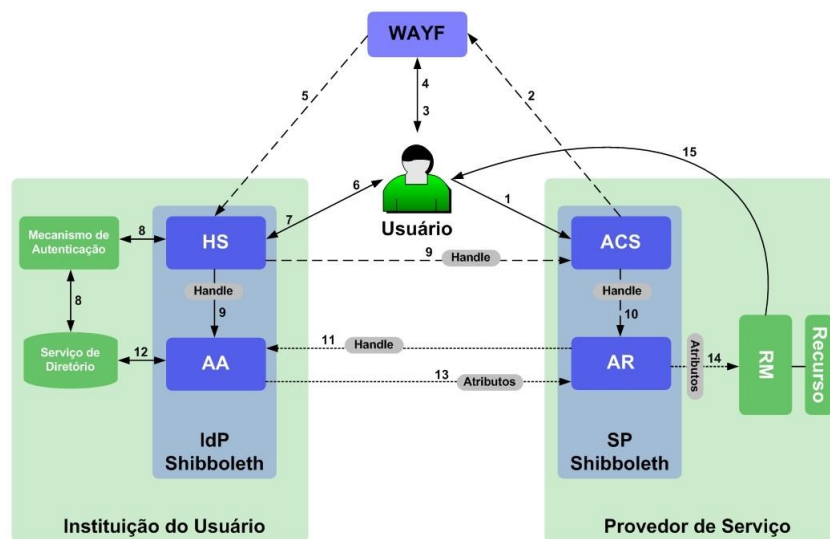 WAYF
5
4
3
2
15
6
7
1
Usuário
Mecanismo de
Autenticação
8
HS
9
Handle
ACS
8
Handle
9
Handle
10
Serviço de
Diretório
12
AA
11
Handle
13
Atributos
AR
Atributos
14
RM
Recurso
IdP
Shibboleth
SP
Shibboleth
Instituição do Usuário
Provedor de Serviço